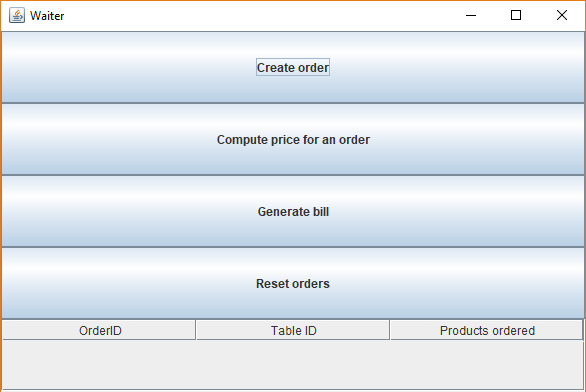 Waiter
Create order
Compute price for an order
Generate bill
Reset orders
OrderID Table ID Products ordered